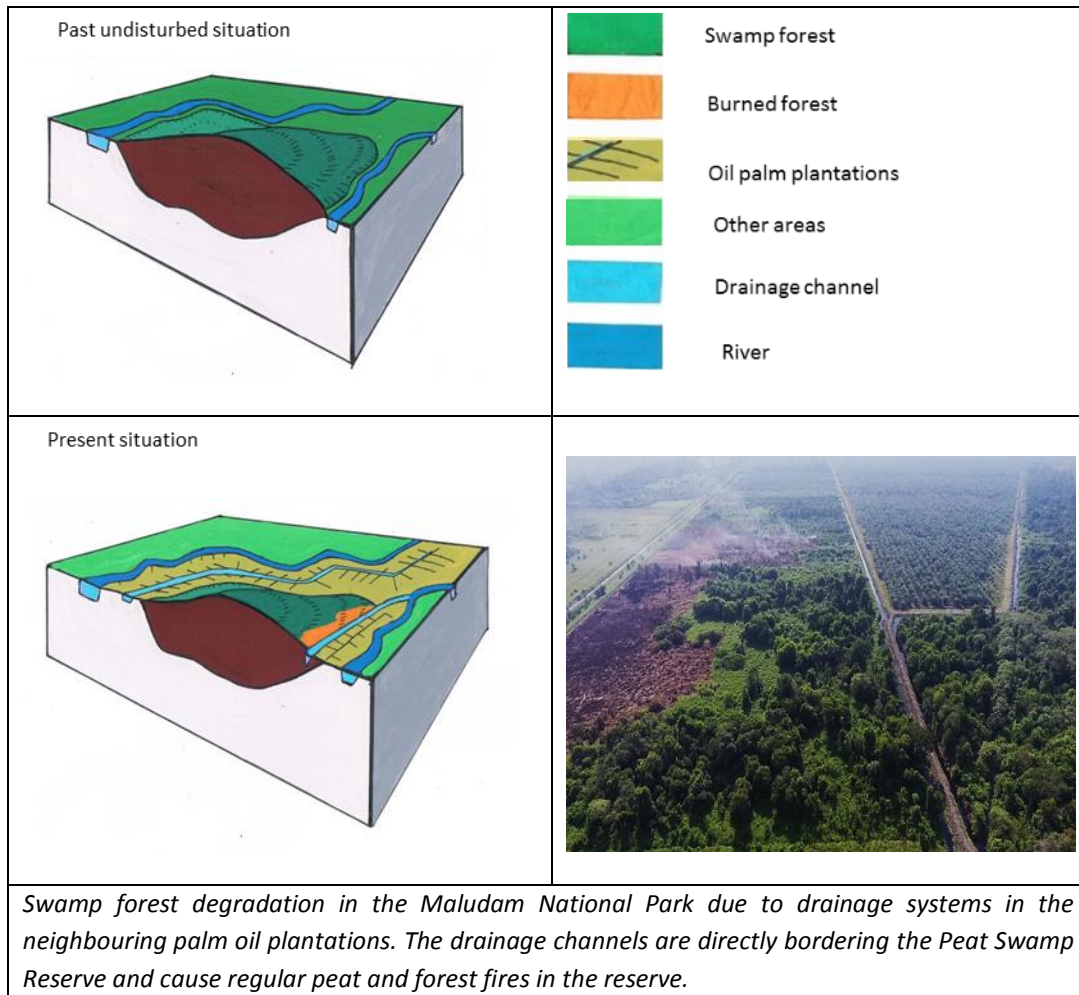 Past undisturbed situation
Swamp forest
Burned forest
Oil palm plantations
Other areas
Drainage channel
River
Present situation
Swamp forest degradation in the Maludam National Park due to drainage systems in the
neighbouring palm oil plantations. The drainage channels are directly bordering the Peat Swamp
Reserve and cause regular peat and forest fires in the reserve.